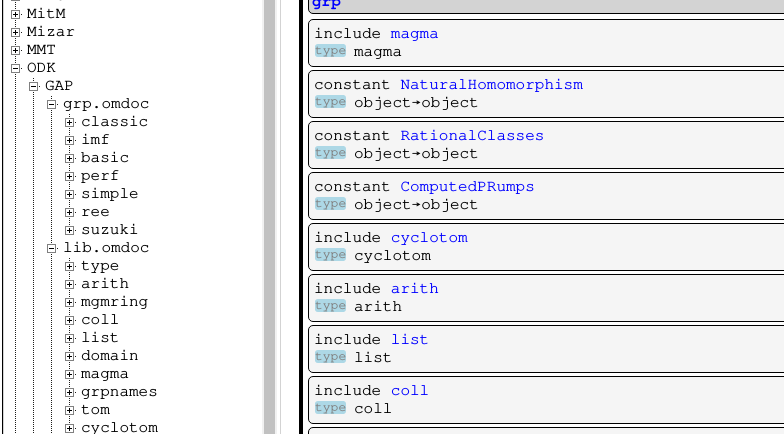 MitM
Mizar
MMT
ODK
GAP
grp.omdoc
classic
imf
basic
perf
simple
ree
suzuki
lib.omdoc
type
arith
mgmring
coll
list
domain
magma
grpnames
tom
cyclotom
grp
include magma
type magma
constant NaturalHomomorphism
type object→object
constant RationalClasses
type object→object
constant ComputedPRumps
type object→object
include cyclotom
type cyclotom
include arith
type arith
include list
type list
include coll
type coll